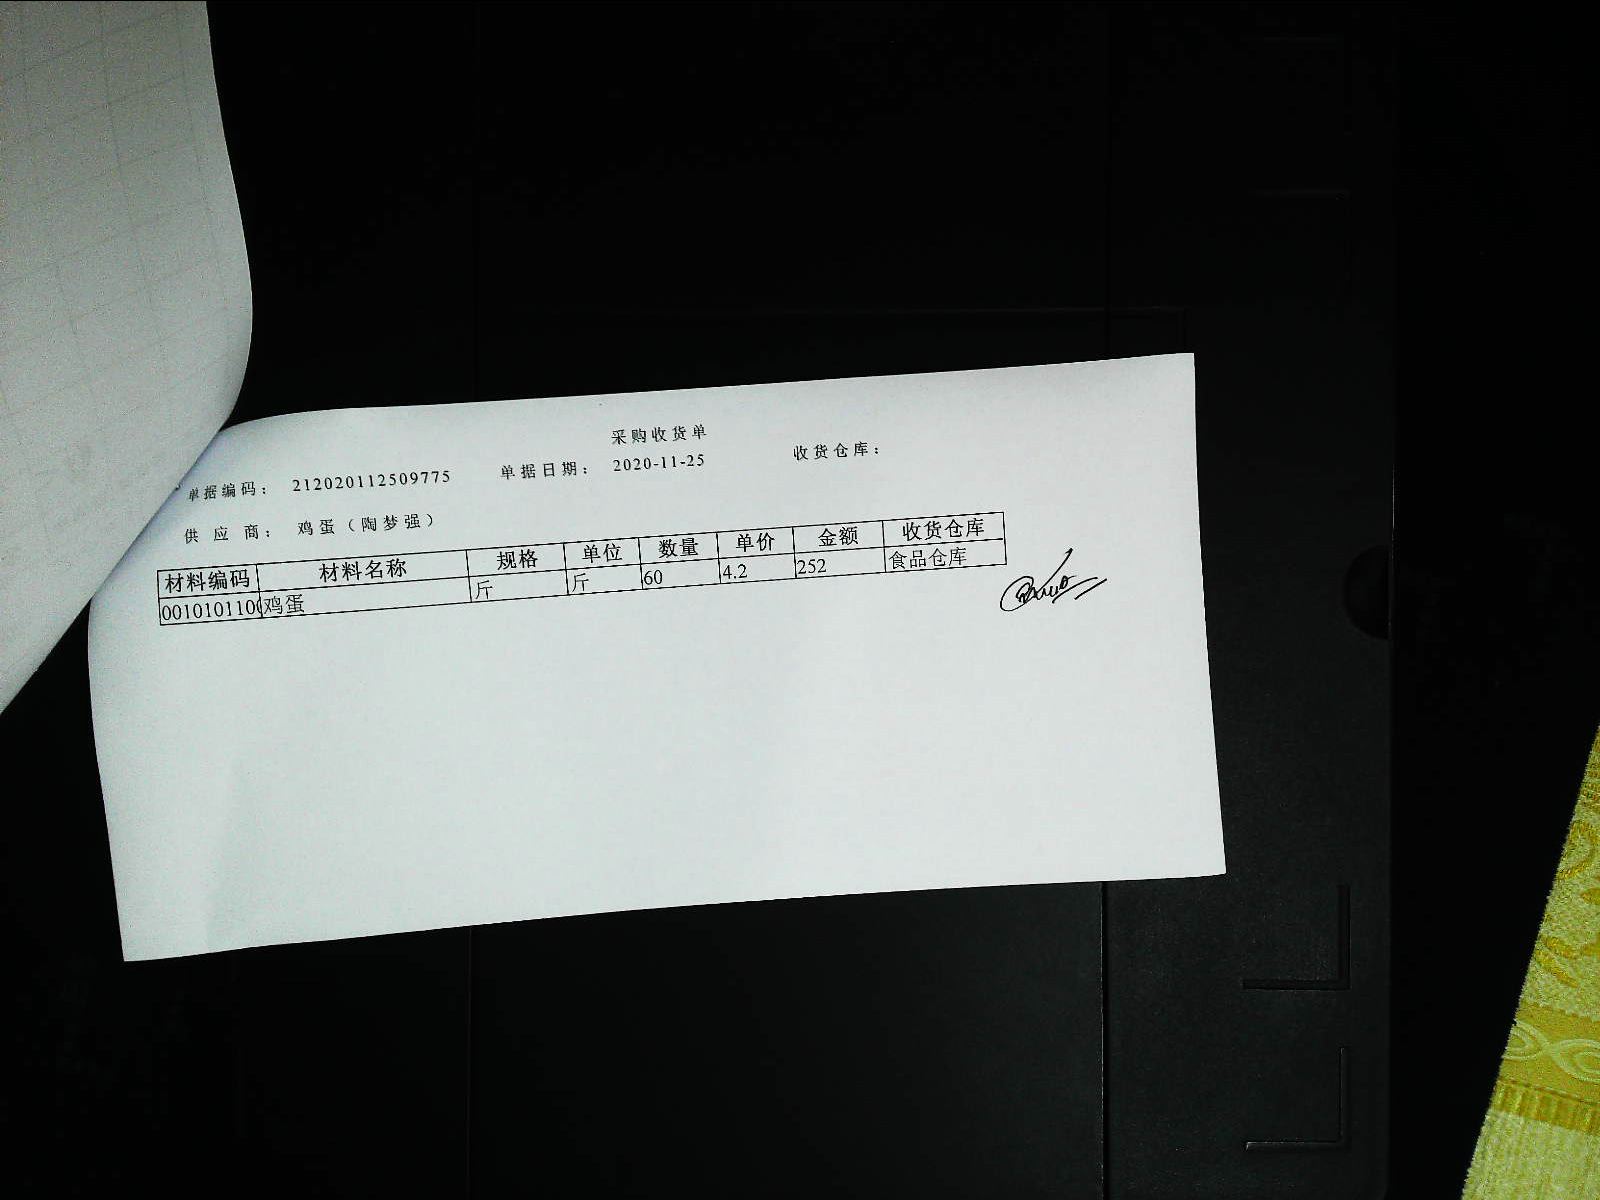 采购收货单
单据编码： 212020112509775 单据日期： 2020-11-25 收货仓库：
供 应 商： 鸡蛋（陶梦强）
材料编码 材料名称 规格 单位 数量 单价 金额 收货仓库
0010101100 鸡蛋 斤 斤 60 4.2 252 食品仓库